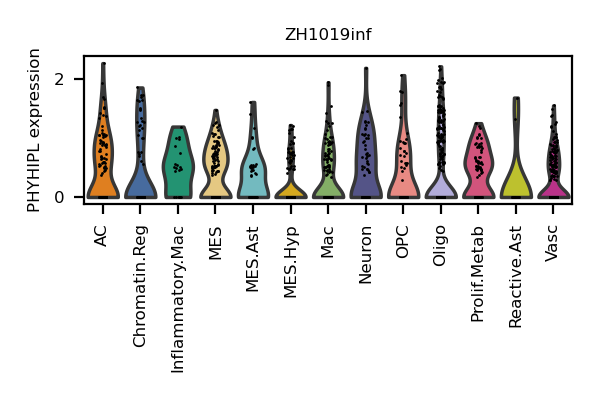 ZH1019inf
PHYHIPL expression
2
0
AC
Chromatin.Reg
Inflammatory.Mac
MES
MES.Ast
MES.Hyp
Mac
Neuron
OPC
Oligo
Prolif.Metab
Reactive.Ast
Vasc